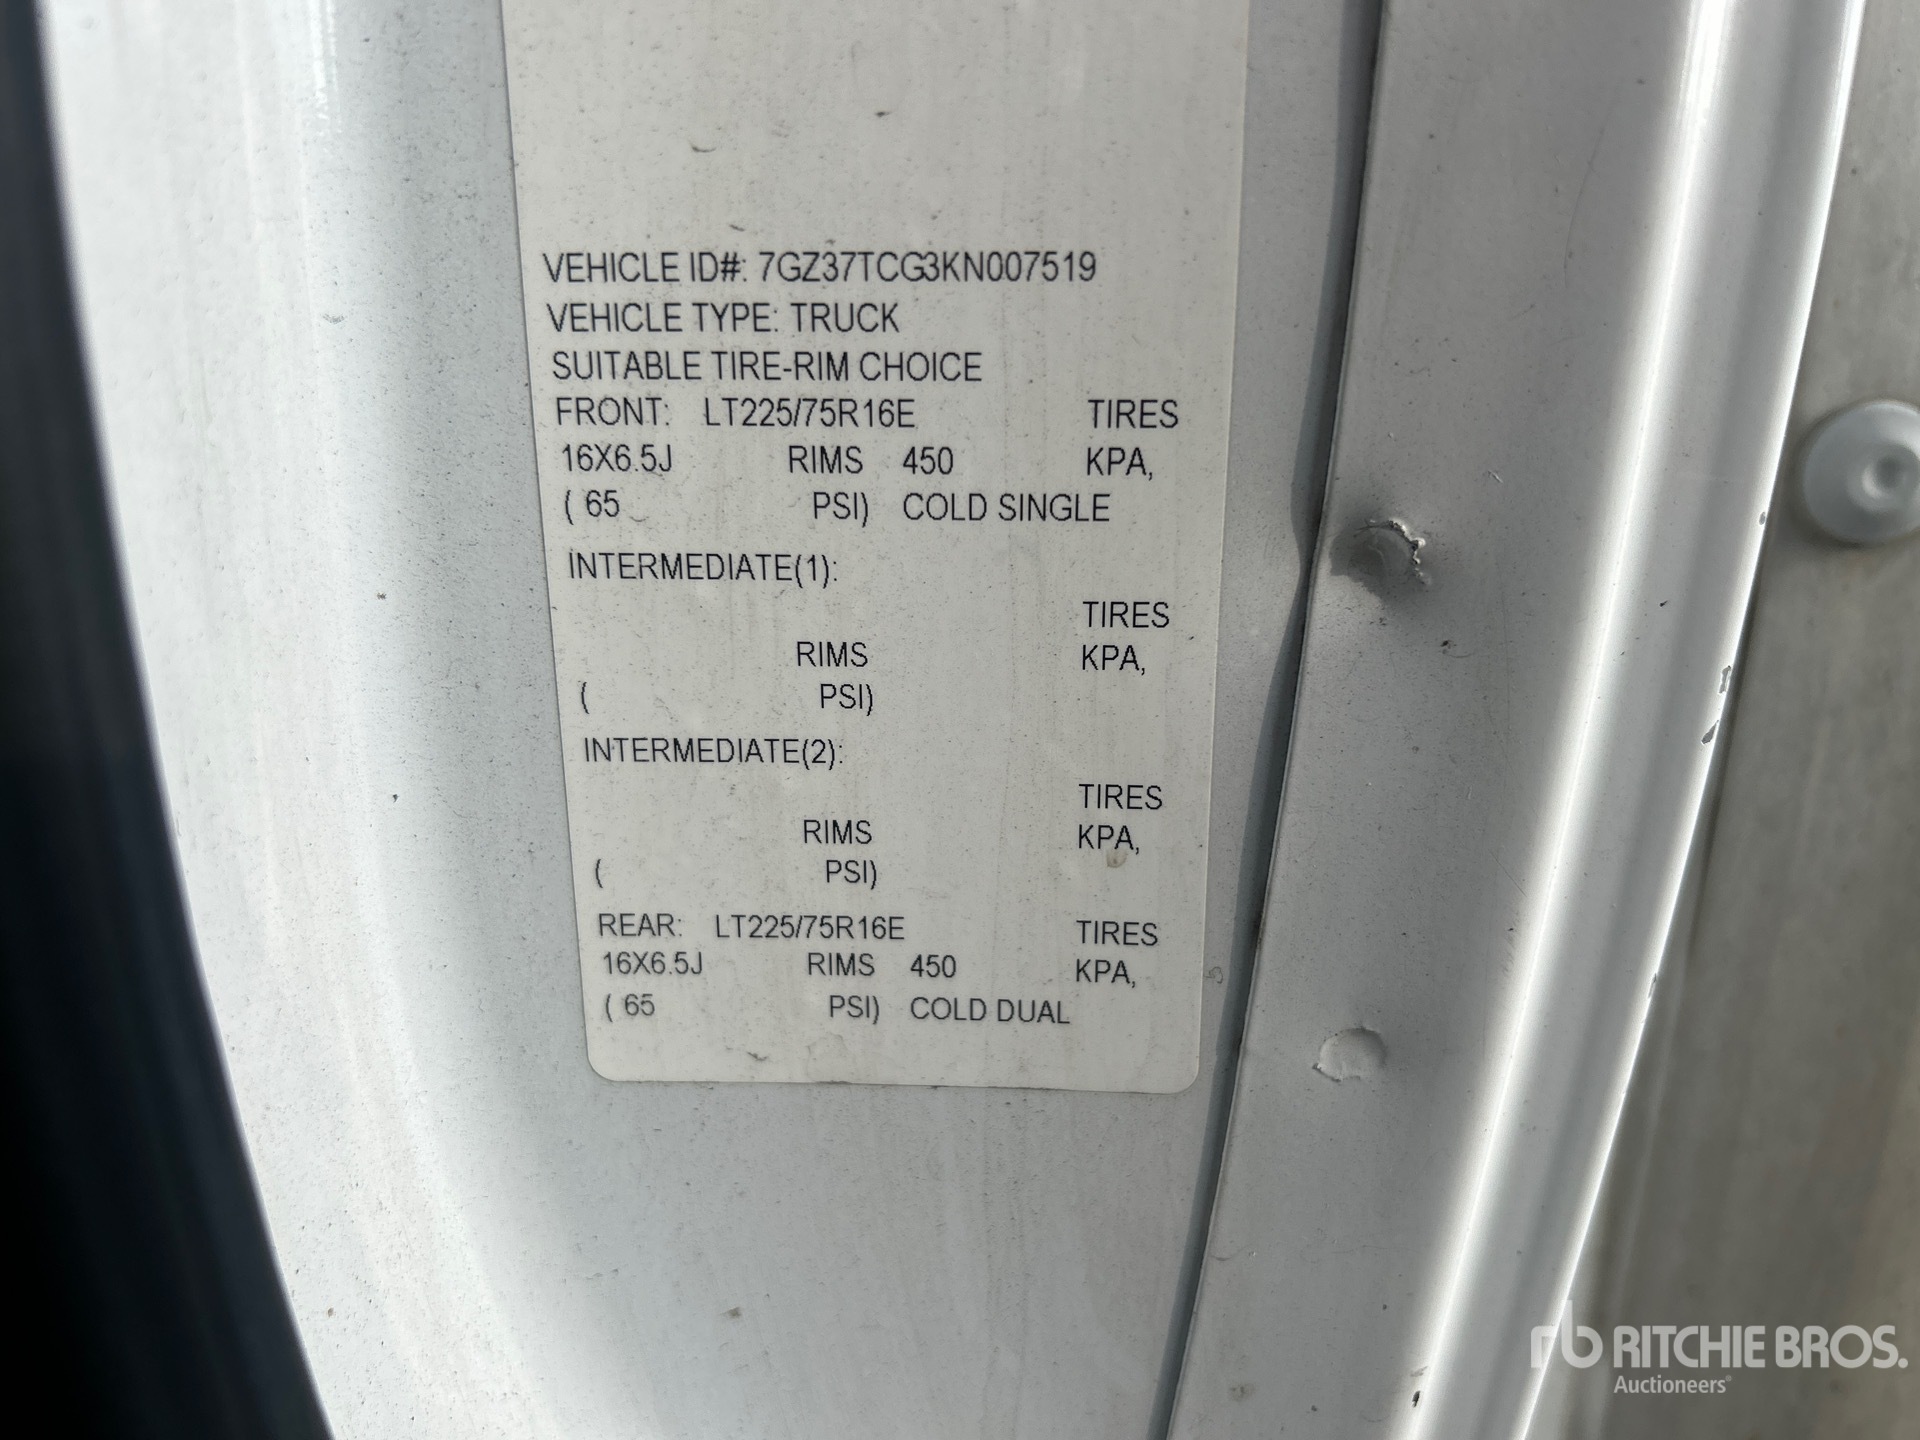 VEHICLE ID#: 7GZ37TCG3KN007519
VEHICLE TYPE: TRUCK
SUITABLE TIRE-RIM CHOICE
FRONT: LT225/75R16E TIRES
16X6.5J RIMS 450 KPA,
( 65 PSI) COLD SINGLE
INTERMEDIATE(1):
TIRES
RIMS KPA,
( PSI)
INTERMEDIATE(2):
TIRES
RIMS KPA,
( PSI)
REAR: LT225/75R16E TIRES
16X6.5J RIMS 450 KPA,
( 65 PSI) COLD DUAL
rb RITCHIE BROS.
Auctioneers